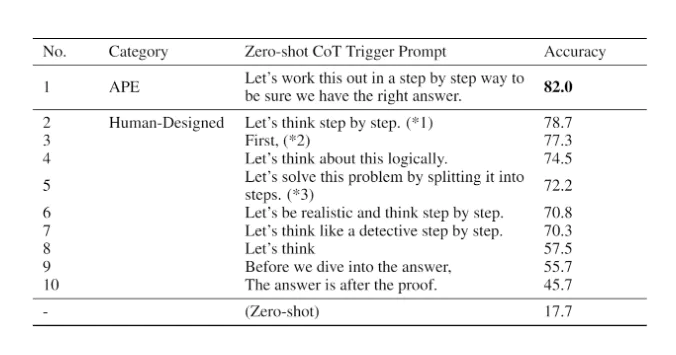 No. Category Zero-shot CoT Trigger Prompt Accuracy
1 APE Let's work this out in a step by step way to be sure we have the right answer. 82.0
2 Human-Designed Let's think step by step. (*1) 78.7
3 First, (*2) 77.3
4 Let's think about this logically. 74.5
5 Let's solve this problem by splitting it into steps. (*3) 72.2
6 Let's be realistic and think step by step. 70.8
7 Let's think like a detective step by step. 70.3
8 Let's think 57.5
9 Before we dive into the answer, 55.7
10 The answer is after the proof. 45.7
- (Zero-shot) 17.7